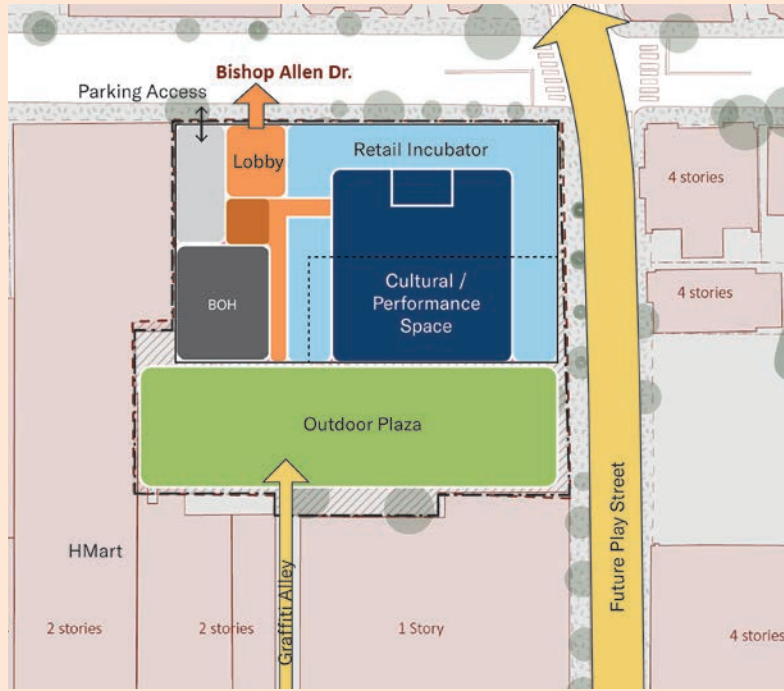 Bishop Allen Dr.
Parking Access
Lobby
Retail Incubator
4 stories
BOH
Cultural /
Performance
Space
4 stories
Outdoor Plaza
HMart
Graffiti Alley
Future Play Street
2 stories
2 stories
1 Story
4 stories